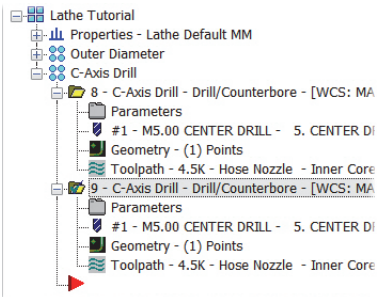 Lathe Tutorial
Properties - Lathe Default MM
Outer Diameter
C-Axis Drill
8 - C-Axis Drill - Drill/Counterbore - [WCS: MA
Parameters
#1 - M5.00 CENTER DRILL - 5. CENTER D
Geometry - (1) Points
Toolpath - 4.5K - Hose Nozzle - Inner Core
9 - C-Axis Drill - Drill/Counterbore - [WCS: MA
Parameters
#1 - M5.00 CENTER DRILL - 5. CENTER D
Geometry - (1) Points
Toolpath - 4.5K - Hose Nozzle - Inner Core